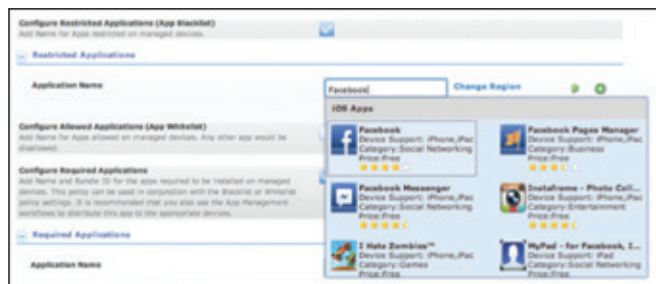 Configure Restricted Applications (App Blacklist)
Add Name for Apps restricted on managed devices.
Restricted Applications
Application Name
Facebook
Change Region
iOS Apps
Facebook
Device Support: iPhone,iPad
Category:Social Networking
Price:Free
Facebook Pages Manager
Device Support: iPhone,iPad
Category:Business
Price:Free
Configure Allowed Applications (App Whitelist)
Add Name for Apps allowed on managed devices. Any other app would be
disallowed.
Configure Required Applications
Add Name and Bundle ID for the apps required to be installed on managed
devices. This policy can be used in conjunction with the Blacklist or Whitelist
policy settings. It is recommended that you also use the App Management
workflows to distribute this app to the appropriate devices.
Facebook Messenger
Device Support: iPhone,iPad
Category:Social Networking
Price:Free
Instaframe - Photo Coll...
Device Support: iPhone,iPad
Category:Entertainment
Price:Free
Required Applications
Application Name
I Hate Zombies™
Device Support: iPhone,iPad
Category:Games
Price:Free
MyPad - for Facebook, I...
Device Support: iPad
Category:Social Networking
Price:Free